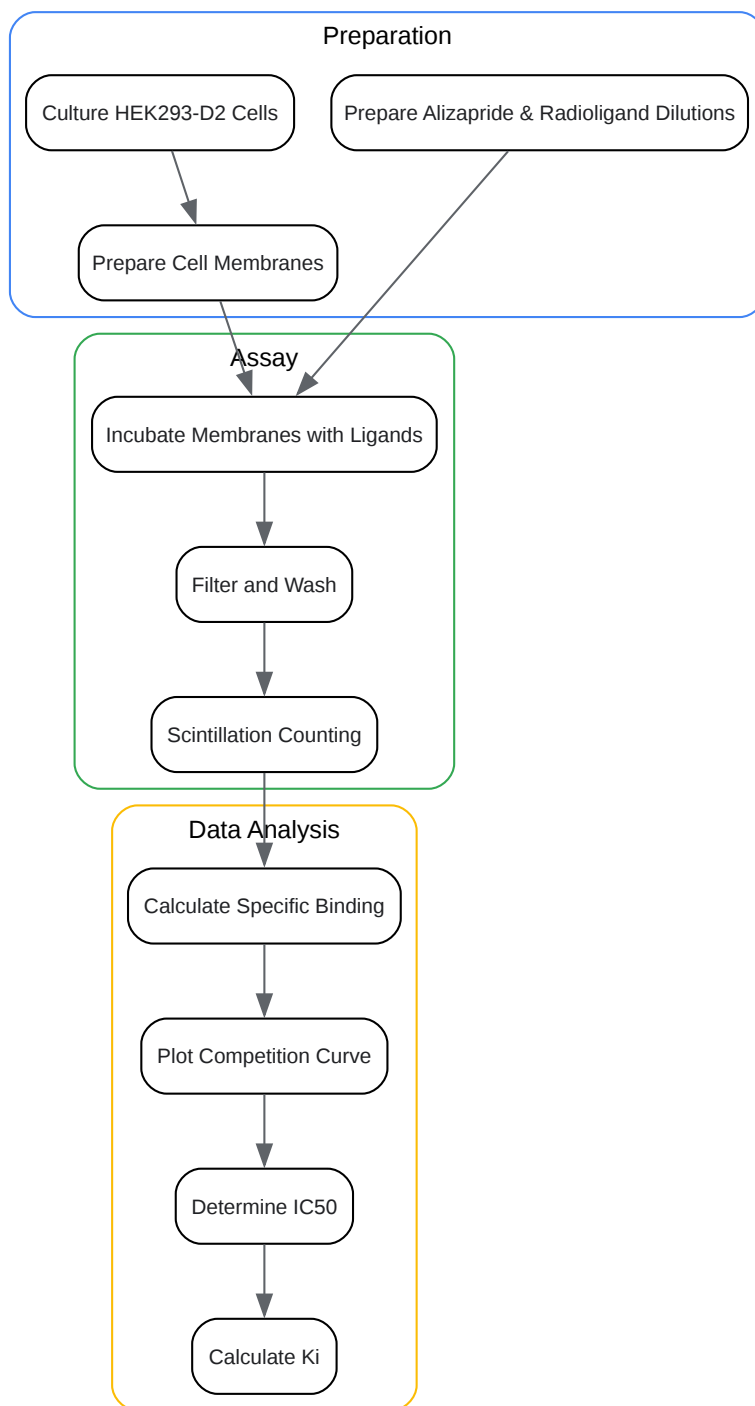 Preparation
Culture HEK293-D2 Cells
Prepare Alizapride & Radioligand Dilutions
Prepare Cell Membranes
Assay
Incubate Membranes with Ligands
Filter and Wash
Scintillation Counting
Data Analysis
Calculate Specific Binding
Plot Competition Curve
Determine IC50
Calculate Ki